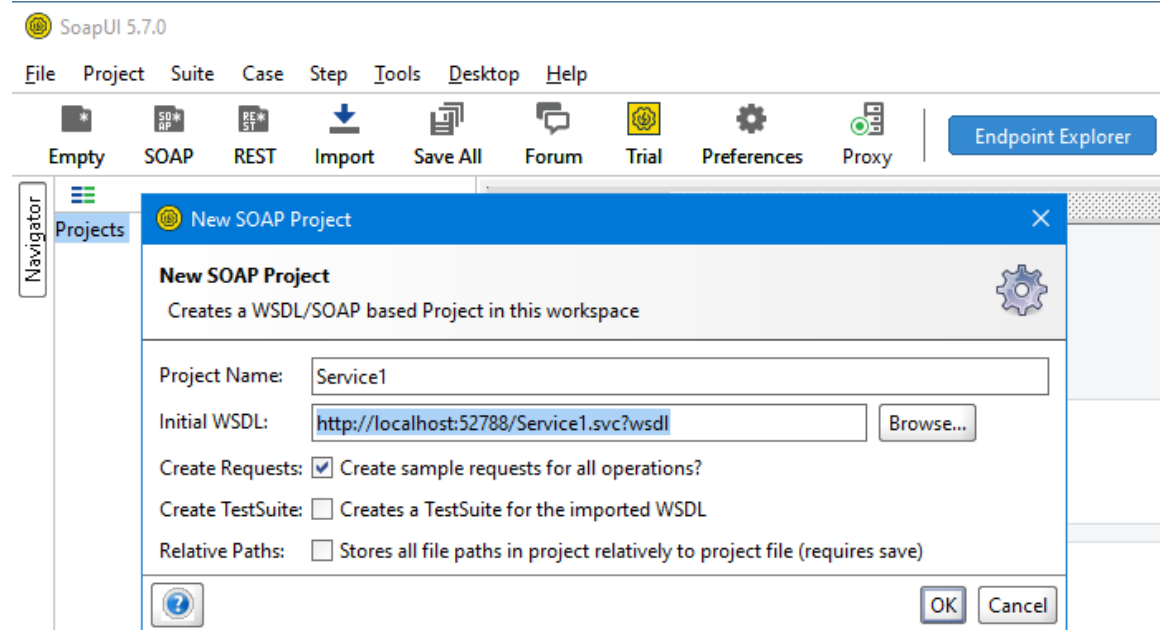 SoapUI 5.7.0
File Project Suite Case Step Tools Desktop Help
SO* AP RE* ST
Empty SOAP REST Import Save All Forum Trial Preferences Proxy Endpoint Explorer
Navigator
Projects
New SOAP Project
New SOAP Project
Creates a WSDL/SOAP based Project in this workspace
Project Name: Service1
Initial WSDL: http://localhost:52788/Service1.svc?wsdl Browse...
Create Requests: Create sample requests for all operations?
Create TestSuite: Creates a TestSuite for the imported WSDL
Relative Paths: Stores all file paths in project relatively to project file (requires save)
? OK Cancel